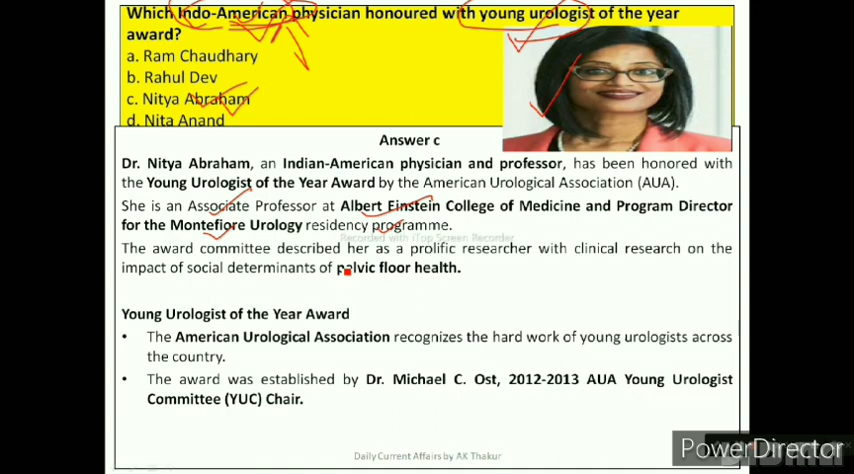 Which Indo-American physician honoured with young urologist of the year
award?
a. Ram Chaudhary
b. Rahul Dev
c. Nitya Abraham
d. Nita Anand
Answer c
Dr. Nitya Abraham, an Indian-American physician and professor, has been honored with
the Young Urologist of the Year Award by the American Urological Association (AUA).
She is an Associate Professor at Albert Einstein College of Medicine and Program Director
for the Montefiore Urology residency programme.
Recorded with iTop Screen Recorder
The award committee described her as a prolific researcher with clinical research on the
impact of social determinants of pelvic floor health.
Young Urologist of the Year Award
• The American Urological Association recognizes the hard work of young urologists across
the country.
• The award was established by Dr. Michael C. Ost, 2012-2013 AUA Young Urologist
Committee (YUC) Chair.
PowerDirector
Daily Current Affairs by AK Thakur